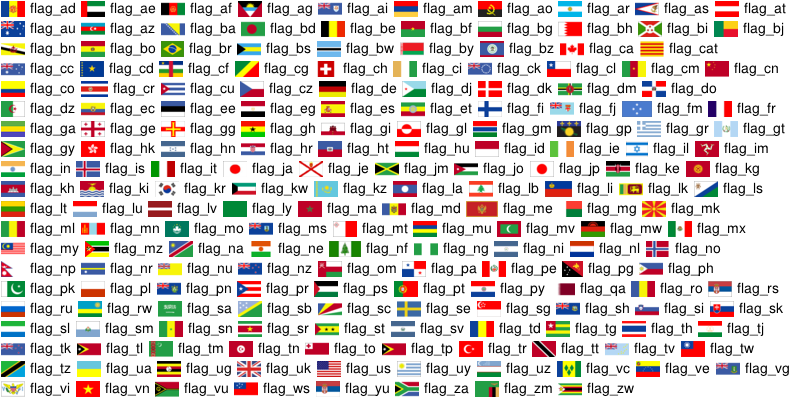 flag_ad flag_ae flag_af flag_ag flag_ai flag_am flag_ao flag_ar flag_as flag_at
flag_au flag_az flag_ba flag_bd flag_be flag_bf flag_bg flag_bh flag_bi flag_bj
flag_bn flag_bo flag_br flag_bs flag_bw flag_by flag_bz flag_ca flag_cat
flag_cc flag_cd flag_cf flag_cg flag_ch flag_ci flag_ck flag_cl flag_cm flag_cn
flag_co flag_cr flag_cu flag_cz flag_de flag_dj flag_dk flag_dm flag_do
flag_dz flag_ec flag_ee flag_eg flag_es flag_et flag_fi flag_fj flag_fm flag_fr
flag_ga flag_ge flag_gg flag_gh flag_gi flag_gl flag_gm flag_gp flag_gr flag_gt
flag_gy flag_hk flag_hn flag_hr flag_ht flag_hu flag_id flag_ie flag_il flag_im
flag_in flag_is flag_it flag_ja flag_je flag_jm flag_jo flag_jp flag_ke flag_kg
flag_kh flag_ki flag_kr flag_kw flag_kz flag_la flag_lb flag_li flag_lk flag_ls
flag_lt flag_lu flag_lv flag_ly flag_ma flag_md flag_me flag_mg flag_mk
flag_ml flag_mn flag_mo flag_ms flag_mt flag_mu flag_mv flag_mw flag_mx
flag_my flag_mz flag_na flag_ne flag_nf flag_ng flag_ni flag_nl flag_no
flag_np flag_nr flag_nu flag_nz flag_om flag_pa flag_pe flag_pg flag_ph
flag_pk flag_pl flag_pn flag_pr flag_ps flag_pt flag_py flag_qa flag_ro flag_rs
flag_ru flag_rw flag_sa flag_sb flag_sc flag_se flag_sg flag_sh flag_si flag_sk
flag_sl flag_sm flag_sn flag_sr flag_st flag_sv flag_td flag_tg flag_th flag_tj
flag_tk flag_tl flag_tm flag_tn flag_to flag_tp flag_tr flag_tt flag_tv flag_tw
flag_tz flag_ua flag_ug flag_uk flag_us flag_uy flag_uz flag_vc flag_ve flag_vg
flag_vi flag_vn flag_vu flag_ws flag_yu flag_za flag_zm flag_zw